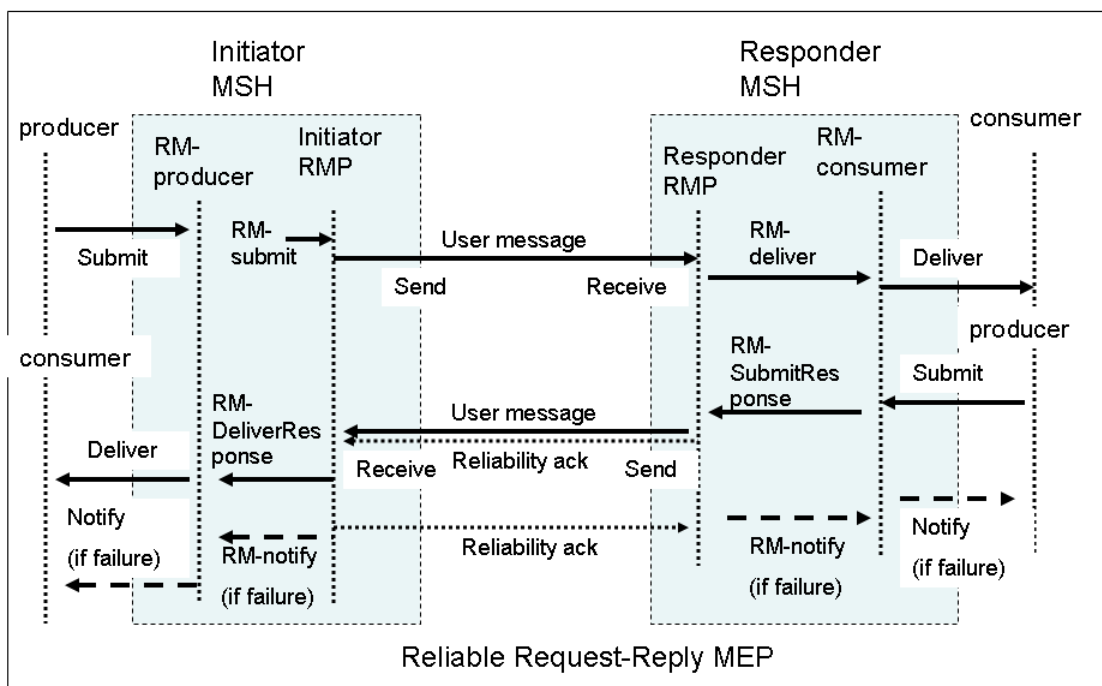 Initiator
MSH
Responder
MSH
producer
consumer
RM-
producer
Initiator
RMP
Responder
RMP
RM-
consumer
Submit
RM-
submit
User message
Send
Receive
RM-
deliver
Deliver
consumer
producer
RM-
SubmitRes
ponse
Submit
User message
Reliability ack
Receive
Send
RM-
DeliverRes
ponse
Deliver
Notify
(if failure)
RM-notify
(if failure)
Reliability ack
RM-notify
(if failure)
Notify
(if failure)
Reliable Request-Reply MEP